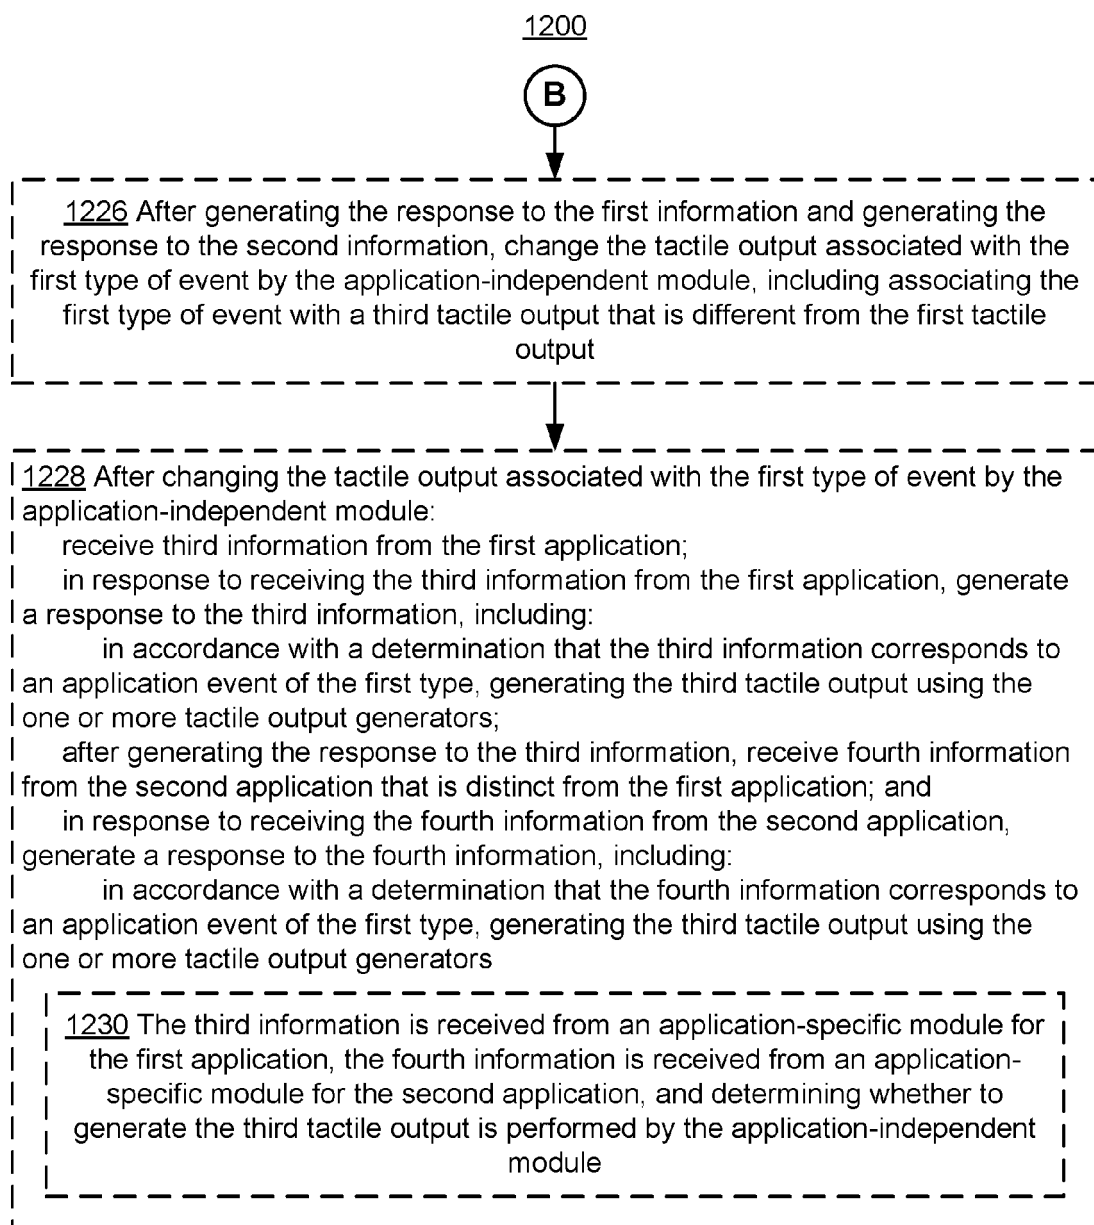 1200
B
1226 After generating the response to the first information and generating the
response to the second information, change the tactile output associated with the
first type of event by the application-independent module, including associating the
first type of event with a third tactile output that is different from the first tactile
output
1228 After changing the tactile output associated with the first type of event by the
application-independent module:
receive third information from the first application;
in response to receiving the third information from the first application, generate
a response to the third information, including:
in accordance with a determination that the third information corresponds to
an application event of the first type, generating the third tactile output using the
one or more tactile output generators;
after generating the response to the third information, receive fourth information
from the second application that is distinct from the first application; and
in response to receiving the fourth information from the second application,
generate a response to the fourth information, including:
in accordance with a determination that the fourth information corresponds to
an application event of the first type, generating the third tactile output using the
one or more tactile output generators
1230 The third information is received from an application-specific module for
the first application, the fourth information is received from an application-
specific module for the second application, and determining whether to
generate the third tactile output is performed by the application-independent
module